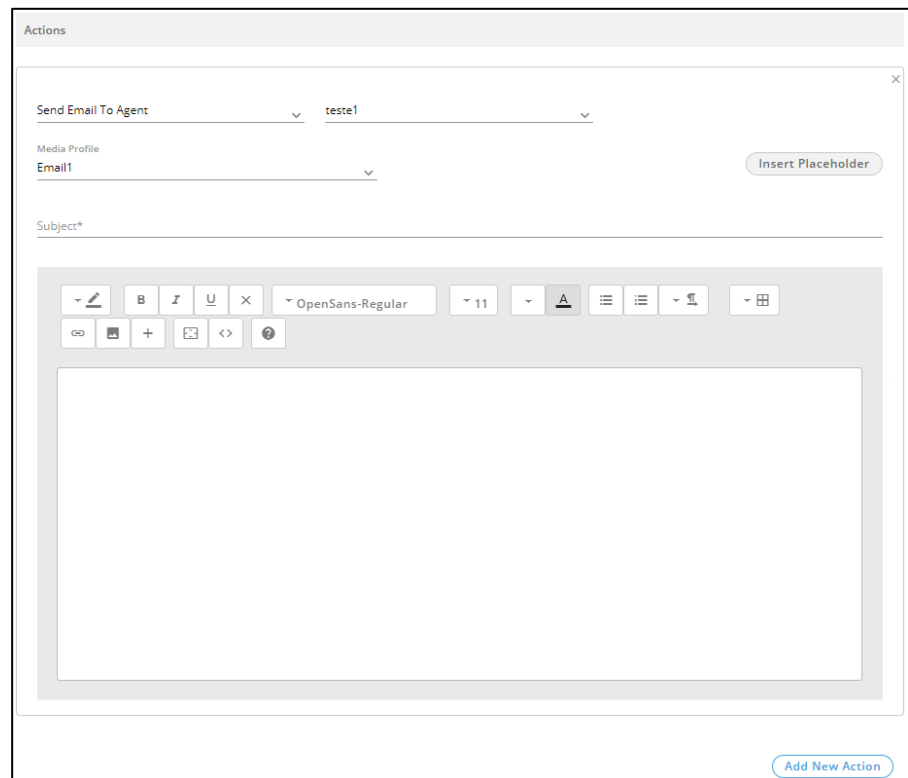 Actions
Send Email To Agent teste1
Media Profile
Email1
Insert Placeholder
Subject*
B I U OpenSans-Regular 11 A
Add New Action